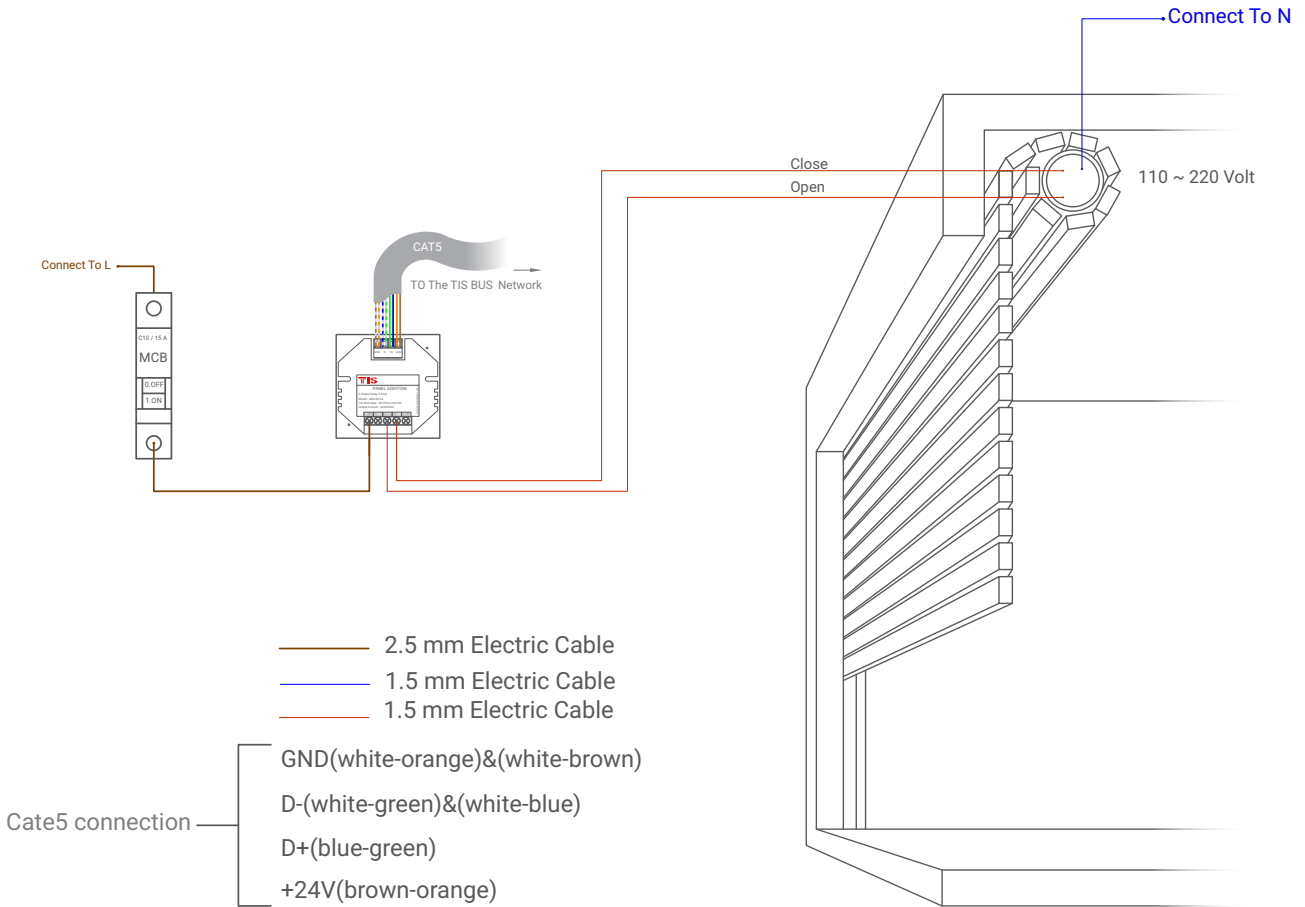 Connect To N
Close
Open
110 ~ 220 Volt
CAT5
TO The TIS BUS Network
Connect To L
C10 / 15 A
MCB
0.OFF
1.ON
TIS
PANEL ADDITION
2.5 mm Electric Cable
1.5 mm Electric Cable
1.5 mm Electric Cable
GND(white-orange)&(white-brown)
D-(white-green)&(white-blue)
Cate5 connection
D+(blue-green)
+24V(brown-orange)